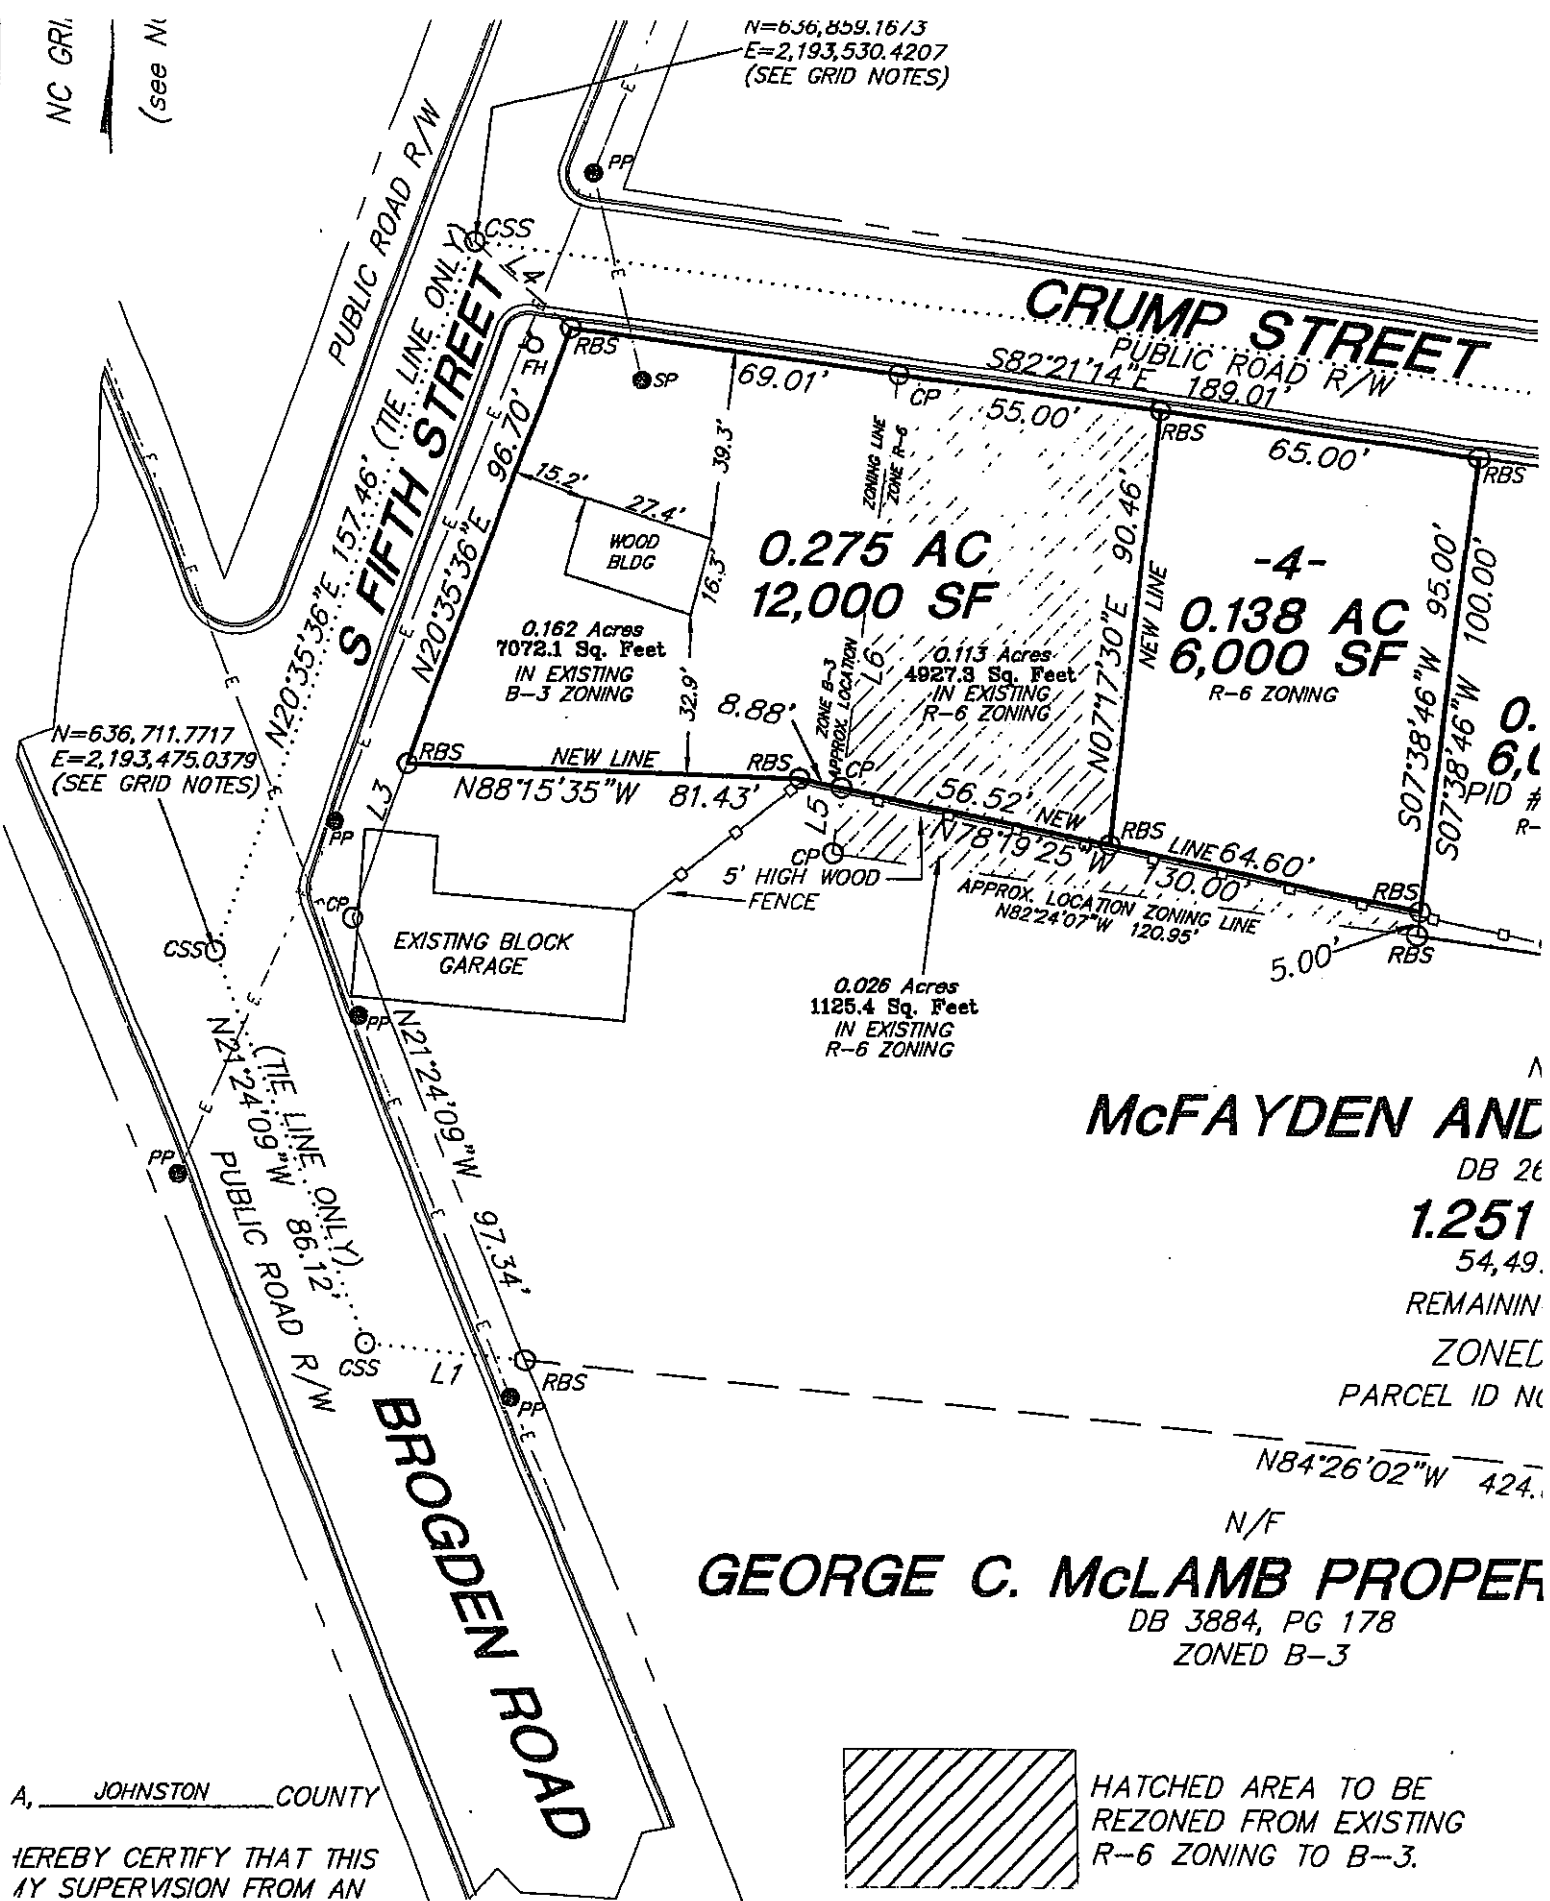 NC GRI
(see NO
N=636,859.1673
E=2,193,530.4207
(SEE GRID NOTES)
PUBLIC ROAD R/W
PP
E
CSS
L4
CRUMP STREET
PUBLIC ROAD R/W
S82°21'14"E 189.01'
RBS
FH
SP
69.01'
CP
55.00'
RBS
65.00'
RBS
S FIFTH STREET
N20°35'36"E 157.46' (TIE LINE ONLY)
N20°35'36"E 96.70'
15.2'
27.4'
39.3'
16.3'
WOOD
BLDG
ZONING LINE
ZONE R-6
0.275 AC
12,000 SF
N07°17'30"E 90.46'
NEW LINE
-4-
0.138 AC
6,000 SF
R-6 ZONING
S07°38'46"W 95.00'
S07°38'46"W 100.00'
0.162 Acres
7072.1 Sq. Feet
IN EXISTING
B-3 ZONING
32.9'
8.88'
ZONE B-3
APPROX. LOCATION
L6
0.113 Acres
4927.3 Sq. Feet
IN EXISTING
R-6 ZONING
0.
6,0
PID #
R-
N=636,711.7717
E=2,193,475.0379
(SEE GRID NOTES)
RBS
NEW LINE
RBS
CP
N88°15'35"W 81.43'
L3
PP
L5
CP
56.52'
NEW
RBS
LINE
64.60'
N78°19'25"W
130.00'
RBS
5' HIGH WOOD
FENCE
APPROX. LOCATION ZONING LINE
N82°24'07"W 120.95'
5.00'
RBS
CP
CSS
EXISTING BLOCK
GARAGE
PP
0.026 Acres
1125.4 Sq. Feet
IN EXISTING
R-6 ZONING
N21°24'09"W 97.34'
(TIE LINE ONLY)
N21°24'09"W 86.12'
PUBLIC ROAD R/W
PP
N
McFAYDEN AND
DB 26
1.251
54,49
REMAININ
ZONED
PARCEL ID NO
CSS
L1
RBS
PP
N84°26'02"W 424.
N/F
GEORGE C. McLAMB PROPER
DB 3884, PG 178
ZONED B-3
BROGDEN ROAD
A, JOHNSTON COUNTY
HEREBY CERTIFY THAT THIS
MY SUPERVISION FROM AN
HATCHED AREA TO BE
REZONED FROM EXISTING
R-6 ZONING TO B-3.